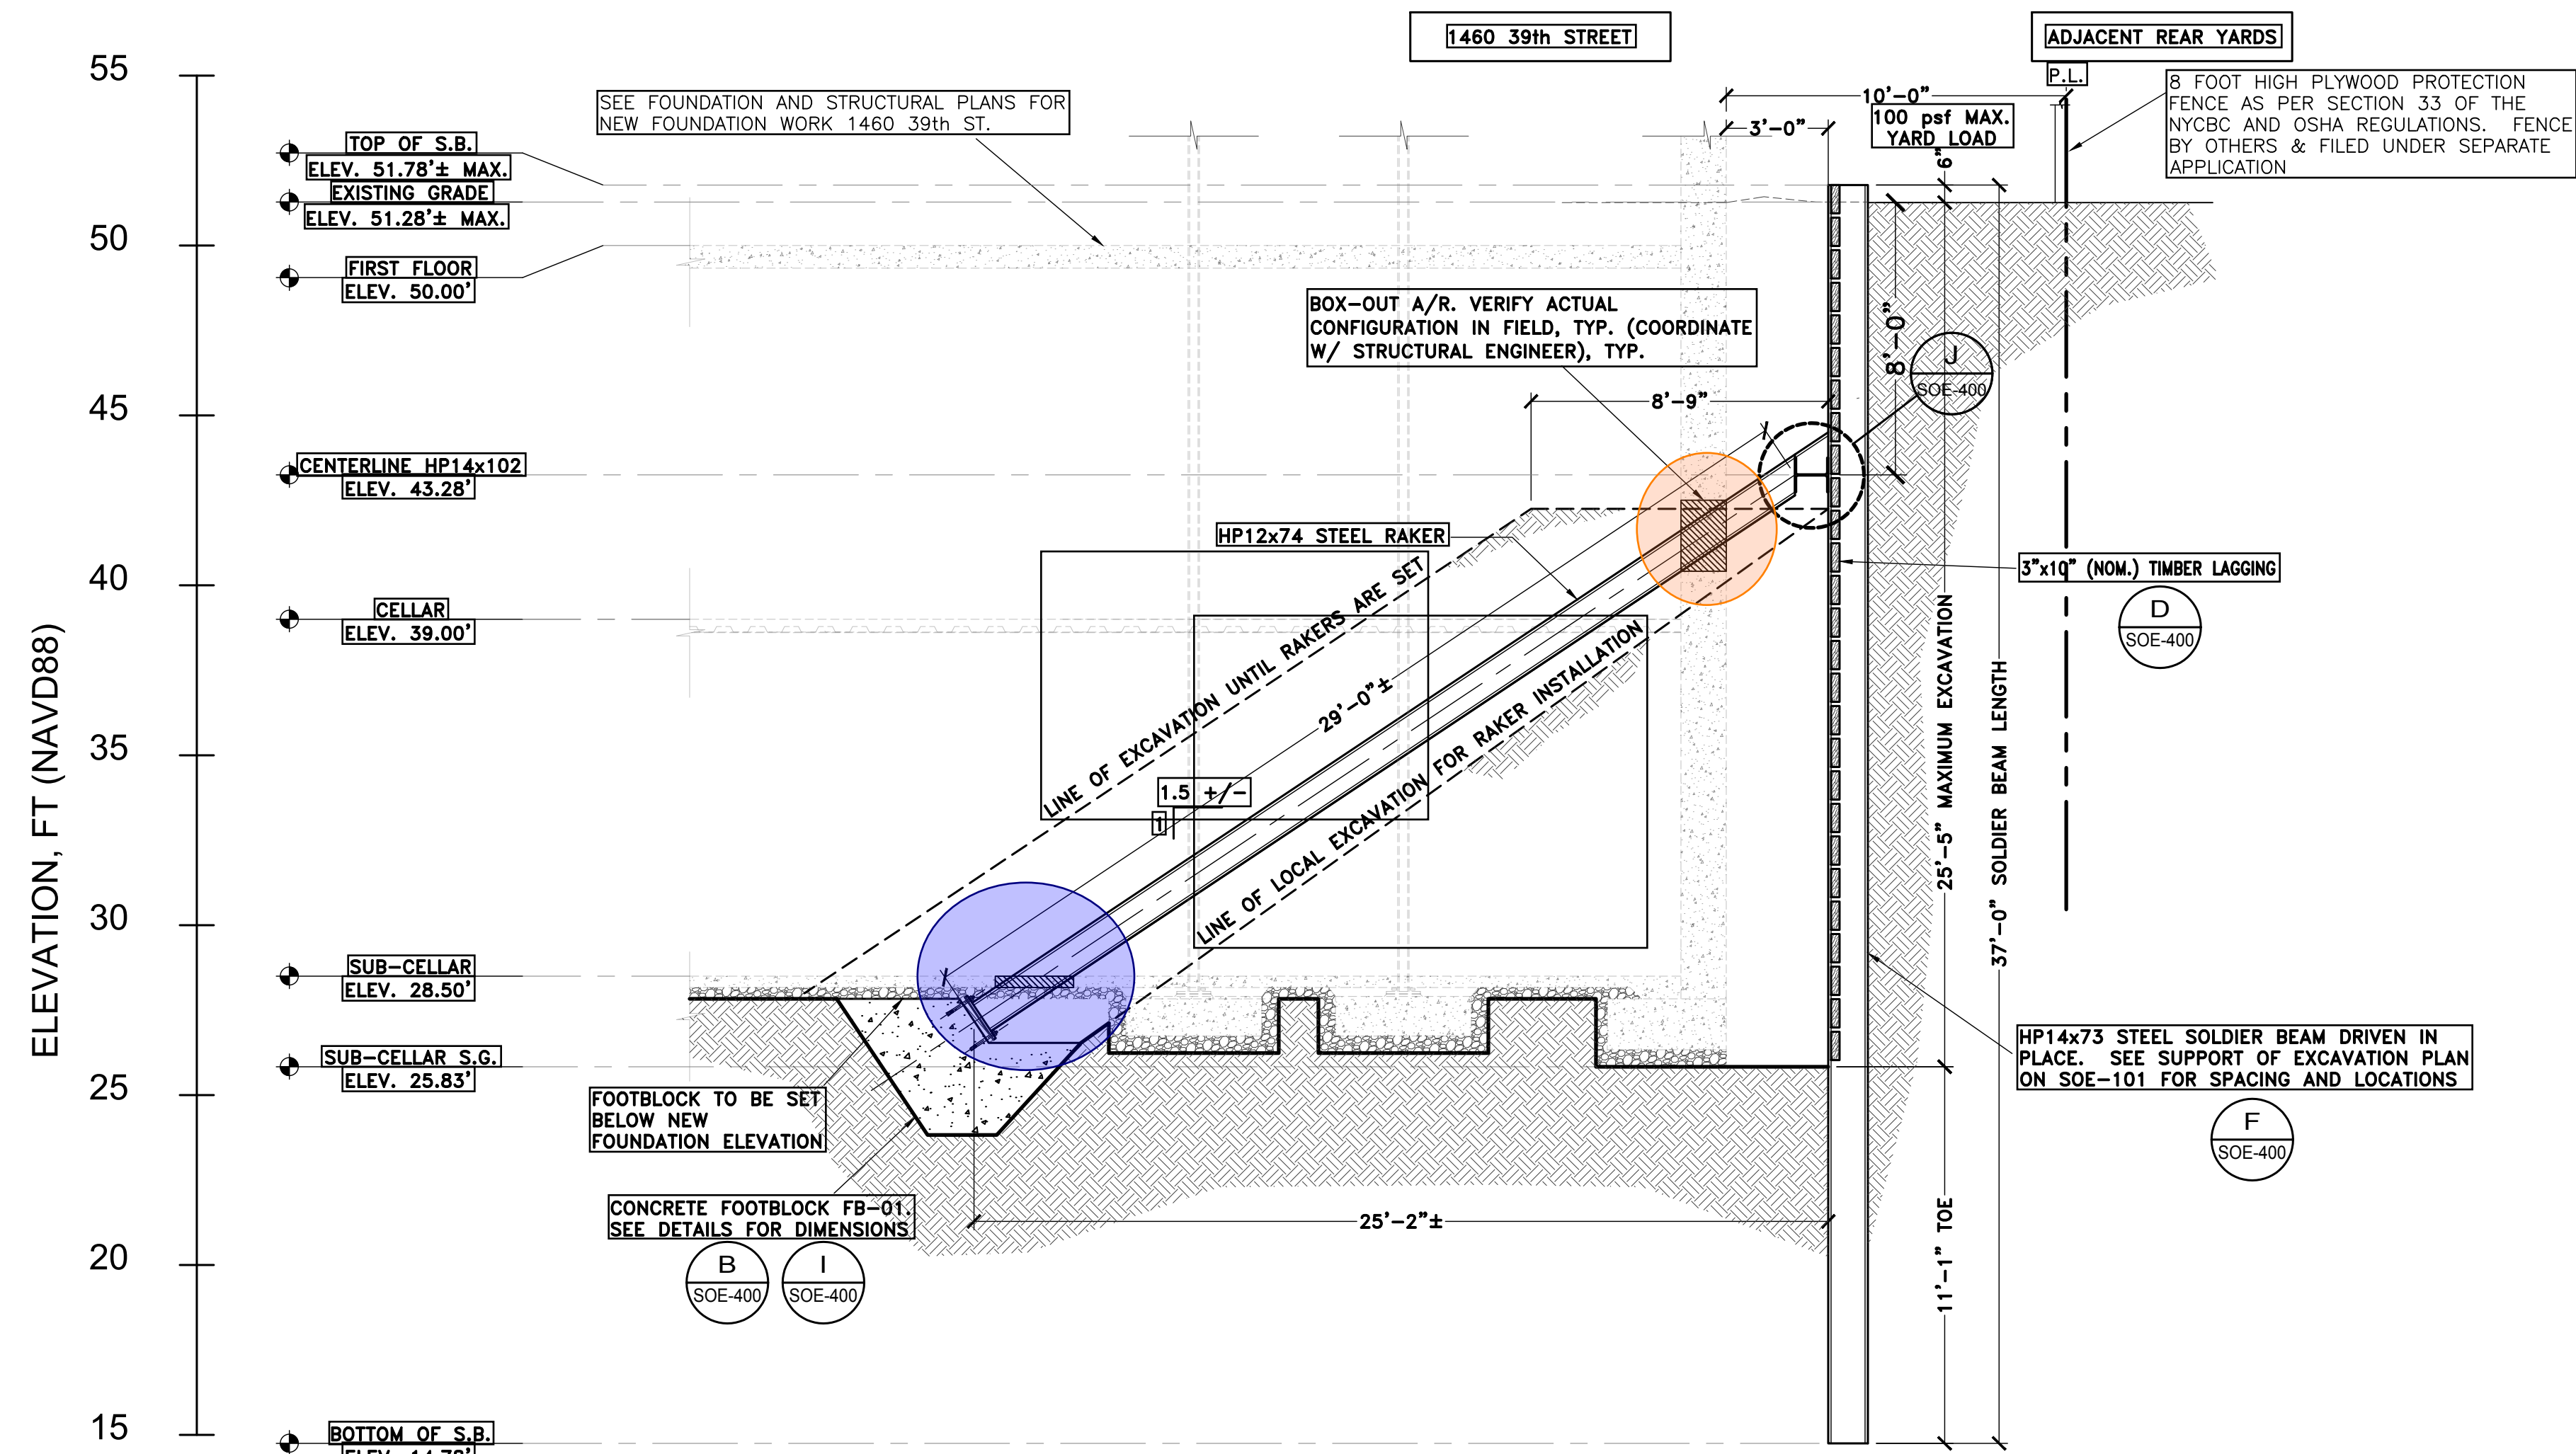 1460 39th STREET
ADJACENT REAR YARDS
P.L.
8 FOOT HIGH PLYWOOD PROTECTION
FENCE AS PER SECTION 33 OF THE
NYCBC AND OSHA REGULATIONS. FENCE
BY OTHERS & FILED UNDER SEPARATE
APPLICATION
10'-0"
100 psf MAX.
YARD LOAD
3'-0"
6"
SEE FOUNDATION AND STRUCTURAL PLANS FOR
NEW FOUNDATION WORK 1460 39th ST.
55
50
45
40
35
30
25
20
15
ELEVATION, FT (NAVD88)
TOP OF S.B.
ELEV. 51.78'± MAX.
EXISTING GRADE
ELEV. 51.28'± MAX.
FIRST FLOOR
ELEV. 50.00'
CENTERLINE HP14x102
ELEV. 43.28'
CELLAR
ELEV. 39.00'
SUB-CELLAR
ELEV. 28.50'
SUB-CELLAR S.G.
ELEV. 25.83'
BOTTOM OF S.B.
ELEV. 14.78'
BOX-OUT A/R. VERIFY ACTUAL
CONFIGURATION IN FIELD, TYP. (COORDINATE
W/ STRUCTURAL ENGINEER), TYP.
8'-9"
8'-0"
J
SOE-400
HP12x74 STEEL RAKER
LINE OF EXCAVATION UNTIL RAKERS ARE SET
29'-0"±
LINE OF LOCAL EXCAVATION FOR RAKER INSTALLATION
1.5 +/-
1
3"x10" (NOM.) TIMBER LAGGING
D
SOE-400
25'-5" MAXIMUM EXCAVATION
37'-0" SOLDIER BEAM LENGTH
11'-1" TOE
HP14x73 STEEL SOLDIER BEAM DRIVEN IN
PLACE. SEE SUPPORT OF EXCAVATION PLAN
ON SOE-101 FOR SPACING AND LOCATIONS
F
SOE-400
FOOTBLOCK TO BE SET
BELOW NEW
FOUNDATION ELEVATION
CONCRETE FOOTBLOCK FB-01.
SEE DETAILS FOR DIMENSIONS
B
SOE-400
I
SOE-400
25'-2"±